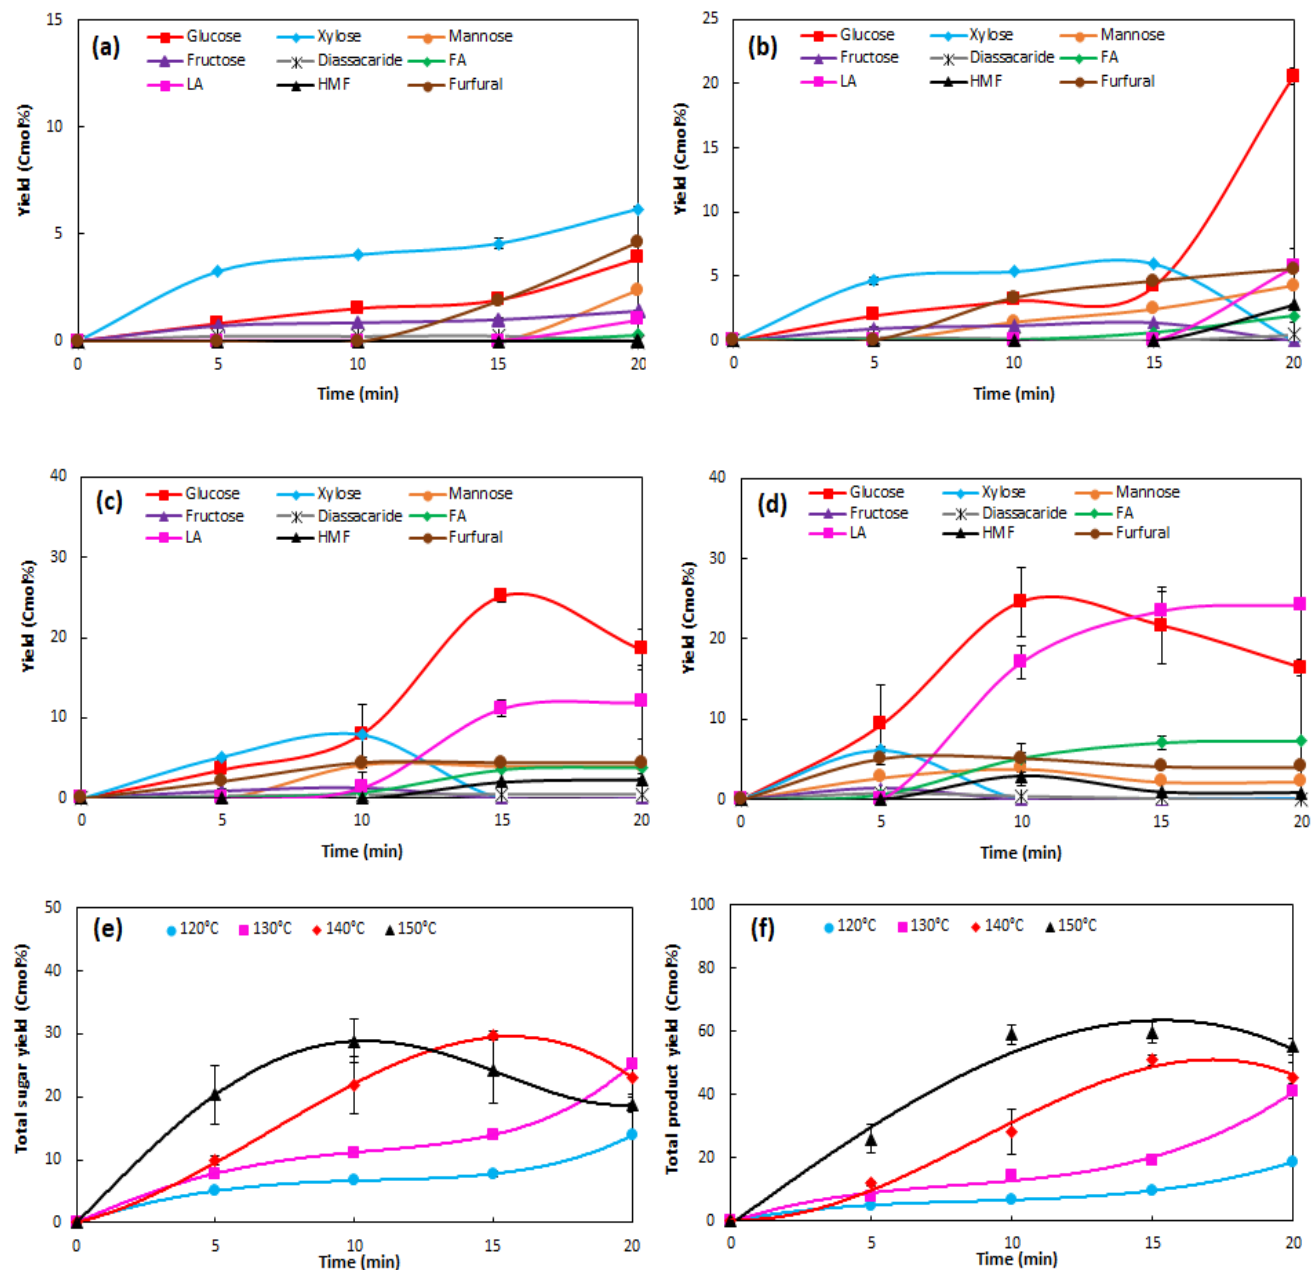 (a)
Glucose Xylose Mannose
Fructose Diassacaride FA
LA HMF Furfural
15
10
5
0
Yield (Cmol%)
0 5 10 15 20
Time (min)
(b)
Glucose Xylose Mannose
Fructose Diassacaride FA
LA HMF Furfural
25
20
15
10
5
0
Yield (Cmol%)
0 5 10 15 20
Time (min)
(c)
Glucose Xylose Mannose
Fructose Diassacaride FA
LA HMF Furfural
40
30
20
10
0
Yield (Cmol%)
0 5 10 15 20
Time (min)
(d)
Glucose Xylose Mannose
Fructose Diassacaride FA
LA HMF Furfural
40
30
20
10
0
Yield (Cmol%)
0 5 10 15 20
Time (min)
(e)
120°C 130°C 140°C 150°C
50
40
30
20
10
0
Total sugar yield (Cmol%)
0 5 10 15 20
Time (min)
(f)
120°C 130°C 140°C 150°C
100
80
60
40
20
0
Total product yield (Cmol%)
0 5 10 15 20
Time (min)